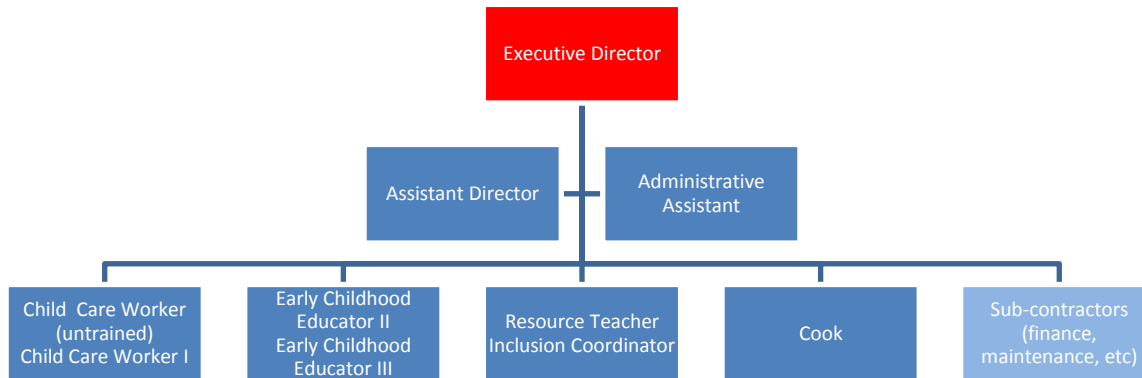 Executive Director
Assistant Director
Administrative
Assistant
Child Care Worker
(untrained)
Child Care Worker I
Early Childhood
Educator II
Early Childhood
Educator III
Resource Teacher
Inclusion Coordinator
Cook
Sub-contractors
(finance,
maintenance, etc)